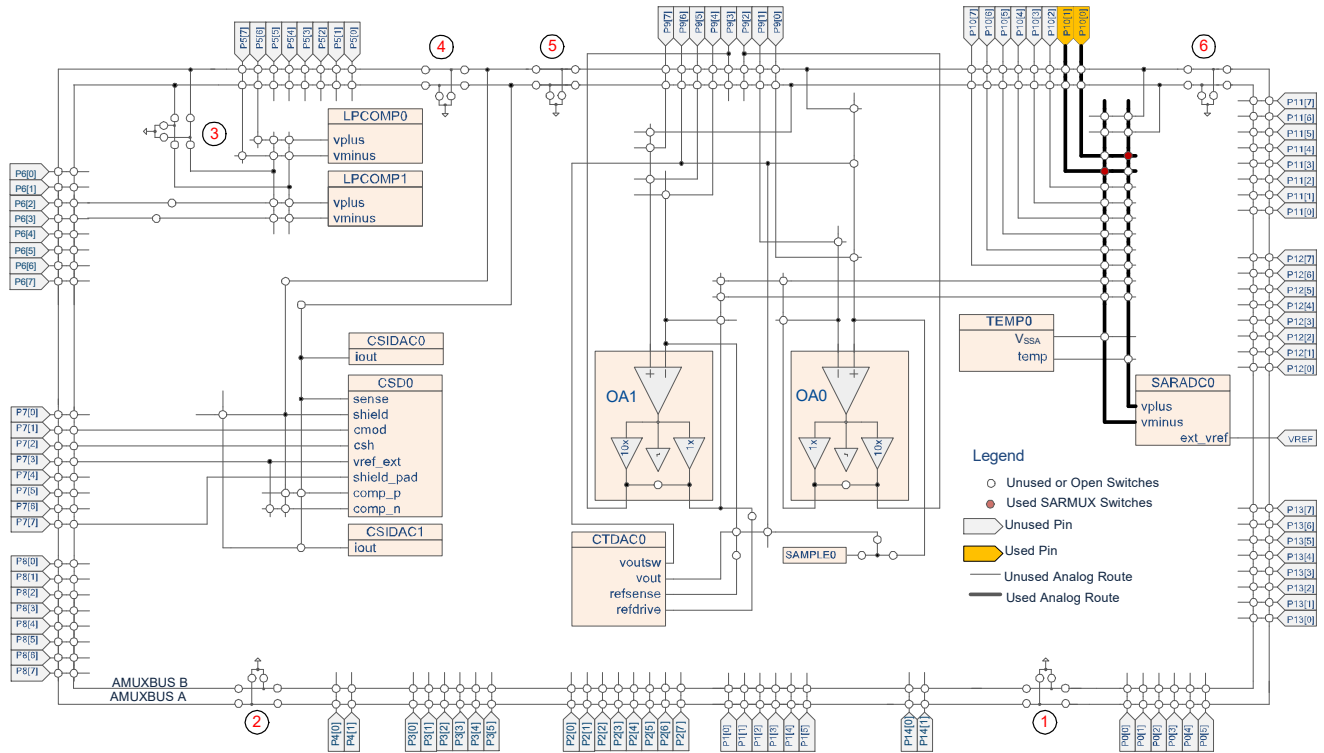 P5[7]
P5[6]
P5[5]
P5[4]
P5[3]
P5[2]
P5[1]
P5[0]
4
5
P9[7]
P9[6]
P9[5]
P9[4]
P9[3]
P9[2]
P9[1]
P9[0]
P10[7]
P10[6]
P10[5]
P10[4]
P10[3]
P10[2]
P10[1]
P10[0]
6
3
LPCOMP0
vplus
vminus
LPCOMP1
vplus
vminus
P6[0]
P6[1]
P6[2]
P6[3]
P6[4]
P6[5]
P6[6]
P6[7]
P11[7]
P11[6]
P11[5]
P11[4]
P11[3]
P11[2]
P11[1]
P11[0]
P12[7]
P12[6]
P12[5]
P12[4]
P12[3]
P12[2]
P12[1]
P12[0]
CSIDAC0
iout
CSD0
sense
shield
cmod
csh
vref_ext
shield_pad
comp_p
comp_n
CSIDAC1
iout
OA1
+
10x
1x
OA0
+
1x
10x
TEMP0
VSSA
temp
SARADC0
vplus
vminus
ext_vref
VREF
P7[0]
P7[1]
P7[2]
P7[3]
P7[4]
P7[5]
P7[6]
P7[7]
Legend
Unused or Open Switches
Used SARMUX Switches
Unused Pin
Used Pin
Unused Analog Route
Used Analog Route
P13[7]
P13[6]
P13[5]
P13[4]
P13[3]
P13[2]
P13[1]
P13[0]
CTDAC0
voutsw
vout
refsense
refdrive
SAMPLE0
P8[0]
P8[1]
P8[2]
P8[3]
P8[4]
P8[5]
P8[6]
P8[7]
AMUXBUS B
AMUXBUS A
2
P4[0]
P4[1]
P3[0]
P3[1]
P3[2]
P3[3]
P3[4]
P3[5]
P2[0]
P2[1]
P2[2]
P2[3]
P2[4]
P2[5]
P2[6]
P2[7]
P1[0]
P1[1]
P1[2]
P1[3]
P1[4]
P1[5]
P14[0]
P14[1]
1
P0[0]
P0[1]
P0[2]
P0[3]
P0[4]
P0[5]